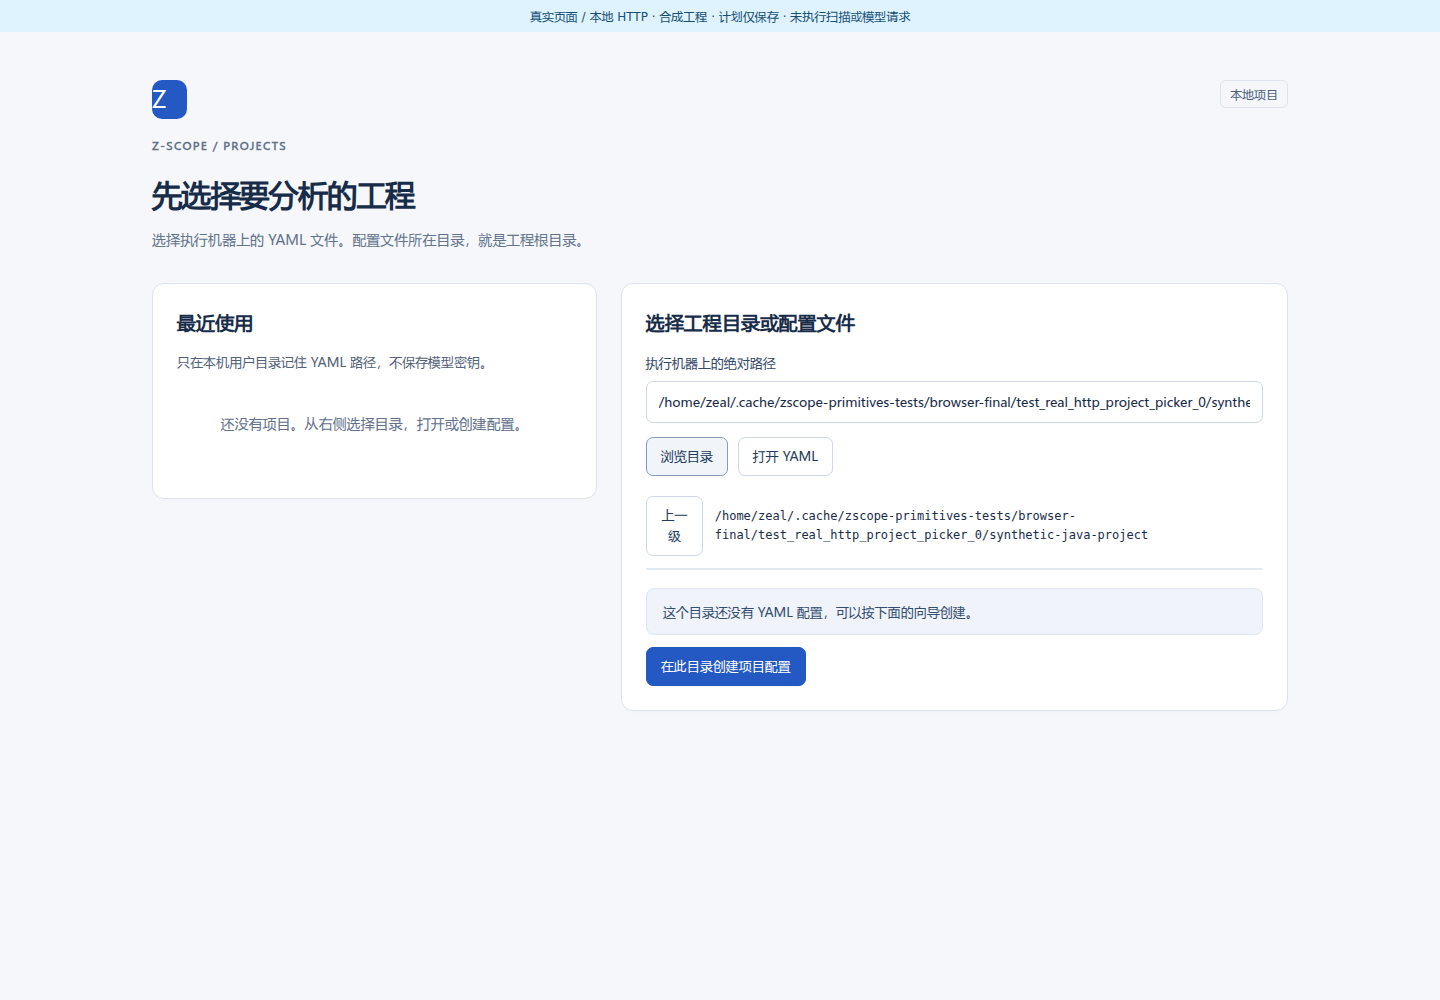 真实页面 / 本地 HTTP · 合成工程 · 计划仅保存 · 未执行扫描或模型请求
Z
本地项目
Z-SCOPE / PROJECTS
先选择要分析的工程
选择执行机器上的 YAML 文件。配置文件所在目录，就是工程根目录。
最近使用
只在本机用户目录记住 YAML 路径，不保存模型密钥。
还没有项目。从右侧选择目录，打开或创建配置。
选择工程目录或配置文件
执行机器上的绝对路径
/home/zeal/.cache/zscope-primitives-tests/browser-final/test_real_http_project_picker_0/synthe
浏览目录
打开 YAML
上一
级
/home/zeal/.cache/zscope-primitives-tests/browser-
final/test_real_http_project_picker_0/synthetic-java-project
这个目录还没有 YAML 配置，可以按下面的向导创建。
在此目录创建项目配置